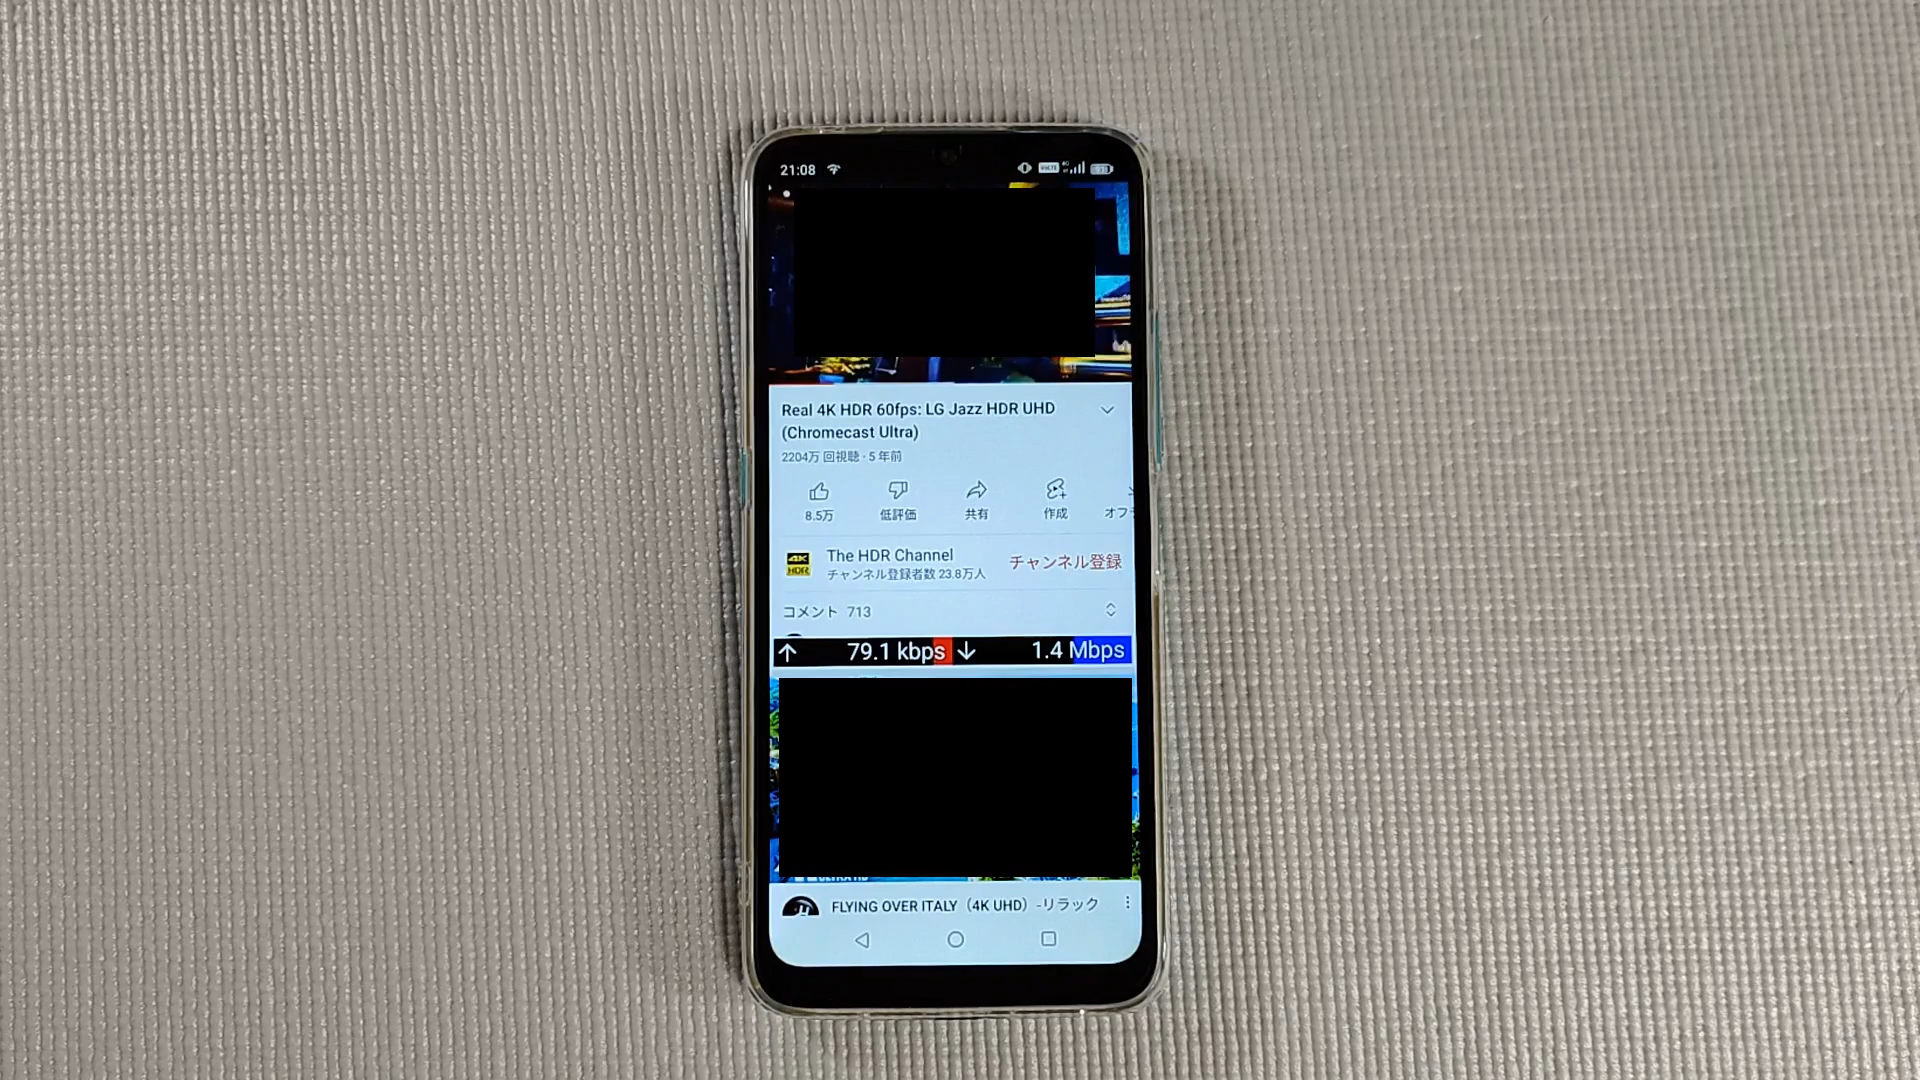 21:08
Real 4K HDR 60fps: LG Jazz HDR UHD
(Chromecast Ultra)
2204万 回視聴 · 5 年前
8.5万
低評価
共有
作成
4K
HDR
The HDR Channel
チャンネル登録者数 23.8万人
チャンネル登録
コメント 713
↑ 79.1 kbps ↓ 1.4 Mbps
FLYING OVER ITALY（4K UHD）-リラック